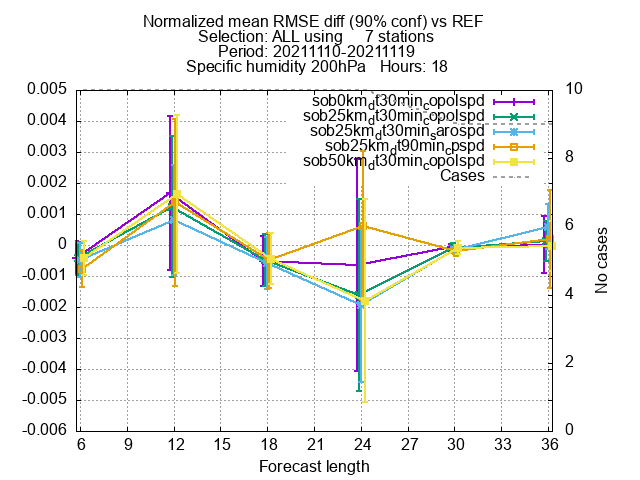 Normalized mean RMSE diff (90% conf) vs REF
Selection: ALL using 7 stations
Period: 20211110-20211119
Specific humidity 200hPa Hours: 18
sob0km_dt30min_copolspd
sob25km_dt30min_copolspd
sob25km_dt30min_sarospd
sob25km_dt90min_cpspd
sob50km_dt30min_copolspd
Cases
0.005
0.004
0.003
0.002
0.001
0
-0.001
-0.002
-0.003
-0.004
-0.005
-0.006
10
8
6
4
2
0
No cases
6 9 12 15 18 21 24 27 30 33 36
Forecast length